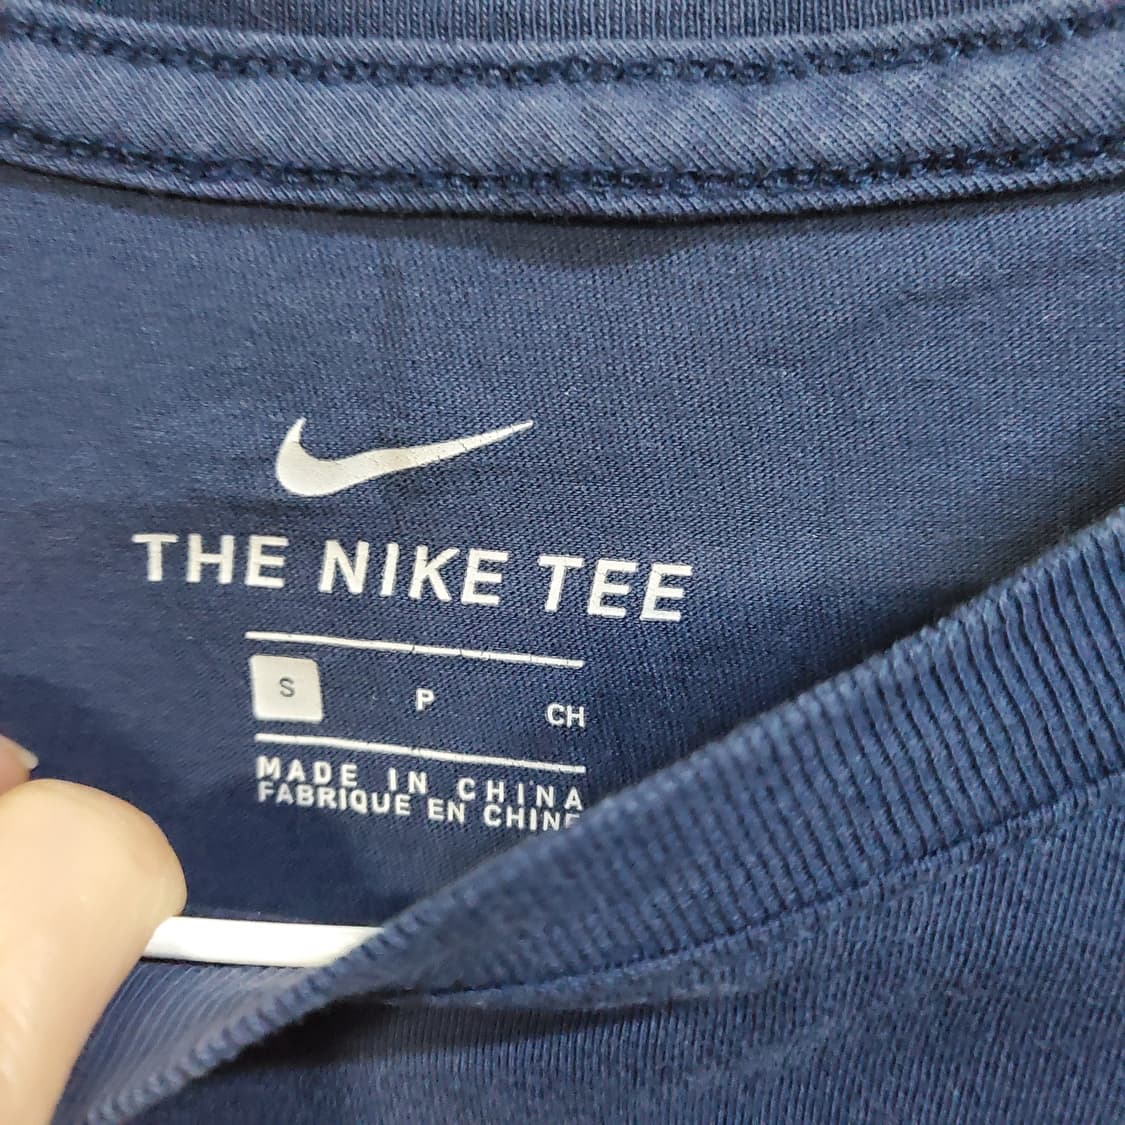 THE NIKE TEE
S P CH
MADE IN CHINA
FABRIQUE EN CHINE